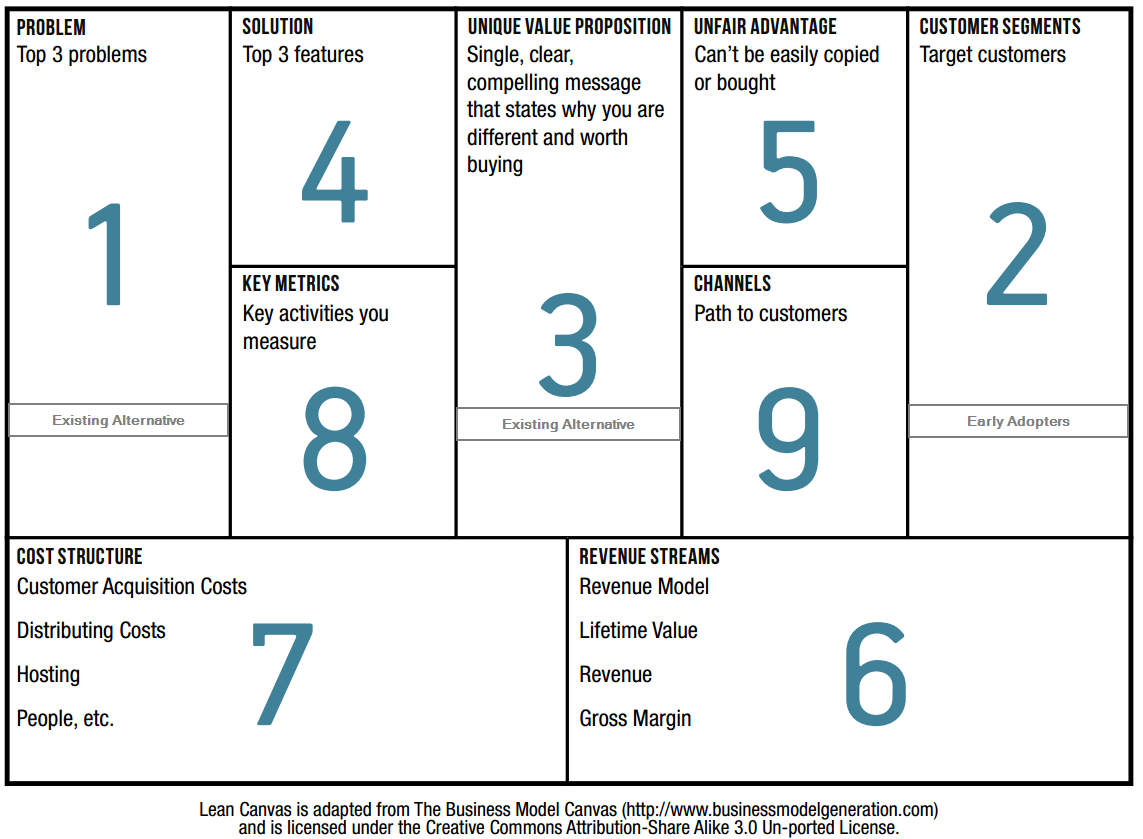 PROBLEM
Top 3 problems
1
Existing Alternative
SOLUTION
Top 3 features
4
KEY METRICS
Key activities you
measure
8
UNIQUE VALUE PROPOSITION
Single, clear,
compelling message
that states why you are
different and worth
buying
3
Existing Alternative
UNFAIR ADVANTAGE
Can't be easily copied
or bought
5
CHANNELS
Path to customers
9
CUSTOMER SEGMENTS
Target customers
2
Early Adopters
COST STRUCTURE
Customer Acquisition Costs
Distributing Costs
Hosting
People, etc.
7
REVENUE STREAMS
Revenue Model
Lifetime Value
Revenue
Gross Margin
6
Lean Canvas is adapted from The Business Model Canvas (http://www.businessmodelgeneration.com)
and is licensed under the Creative Commons Attribution-Share Alike 3.0 Un-ported License.